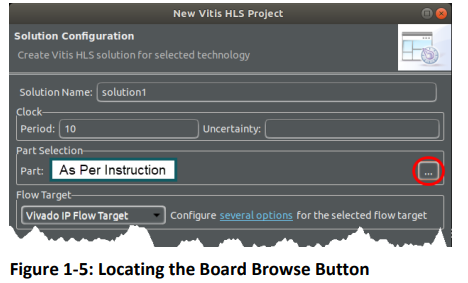 New Vitis HLS Project
Solution Configuration
Create Vitis HLS solution for selected technology
Solution Name: solution1
Clock
Period: 10 Uncertainty:
Part Selection
Part: As Per Instruction ...
Flow Target
Vivado IP Flow Target Configure several options for the selected flow target
Figure 1-5: Locating the Board Browse Button